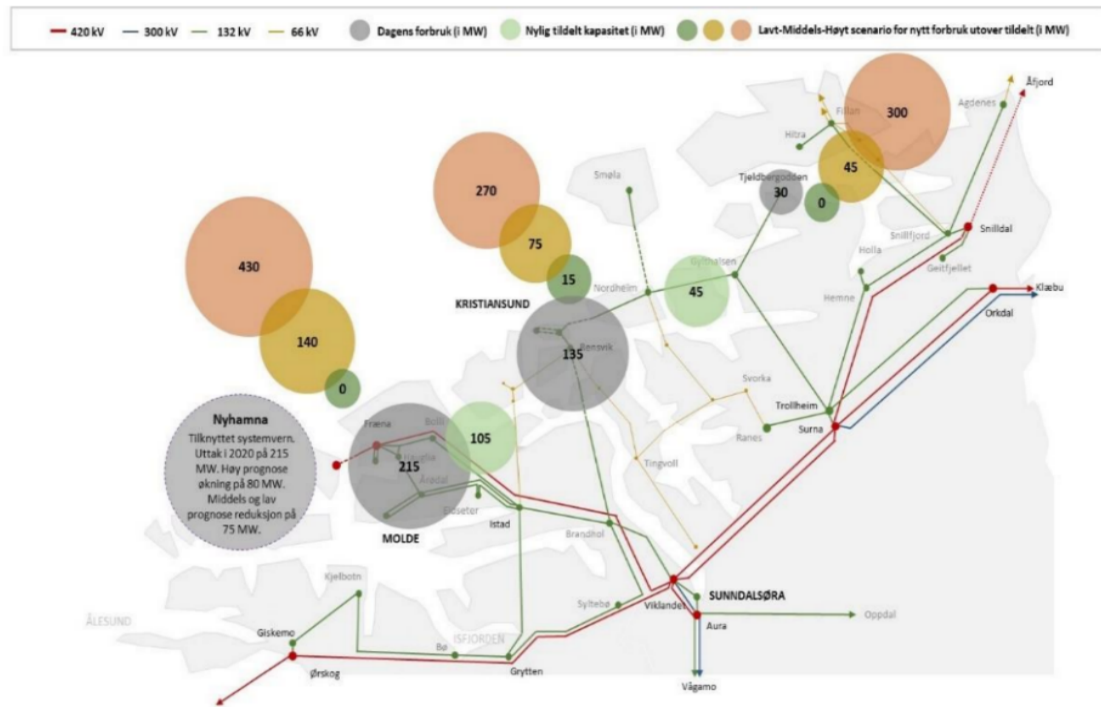 420 kV
300 kV
132 kV
66 kV
Dagens forbruk (i MW)
Nylig tildelt kapasitet (i MW)
Lavt-Middels-Høyt scenario for nytt forbruk utover tildelt (i MW)
Åfjord
Agdenes
300
Fillan
Hitra
45
Tjeldbergodden
30
0
270
Smøla
Snillfjord
Snilldal
75
Holla
Geitfjellet
430
15
Nordheim
45
Hemne
Klæbu
KRISTIANSUND
Orkdal
140
135
Rensvik
0
Svorka
Trollheim
Nyhamna
Tilknyttet systemvern.
Uttak i 2020 på 215
MW. Høy prognose
økning på 80 MW.
Middels og lav
prognose reduksjon på
75 MW.
Fræna
105
Ranes
Surna
215
Tingvoll
Årødal
Istad
Brandhol
MOLDE
Kjelbotn
Syltebø
Viklandet
SUNNDALSØRA
ÅLESUND
Giskemo
Aura
Oppdal
ISFJORDEN
Bø
Ørskog
Grytten
Vågåmo